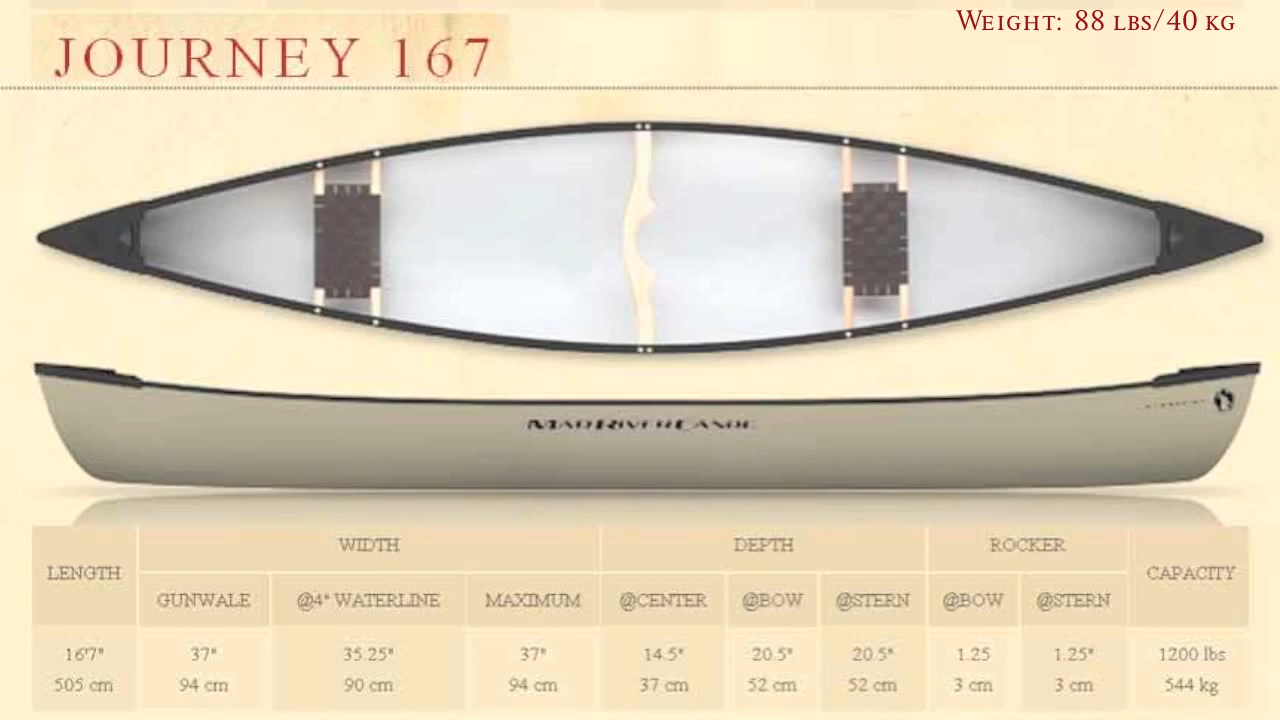 WEIGHT: 88 LBS/40 KG
JOURNEY 167
MAD RIVER CANOE
WIDTH DEPTH ROCKER
LENGTH CAPACITY
GUNWALE @4" WATERLINE MAXIMUM @CENTER @BOW @STERN @BOW @STERN
16'7" 37" 35.25" 37" 14.5" 20.5" 20.5" 1.25 1.25" 1200 lbs
505 cm 94 cm 90 cm 94 cm 37 cm 52 cm 52 cm 3 cm 3 cm 544 kg